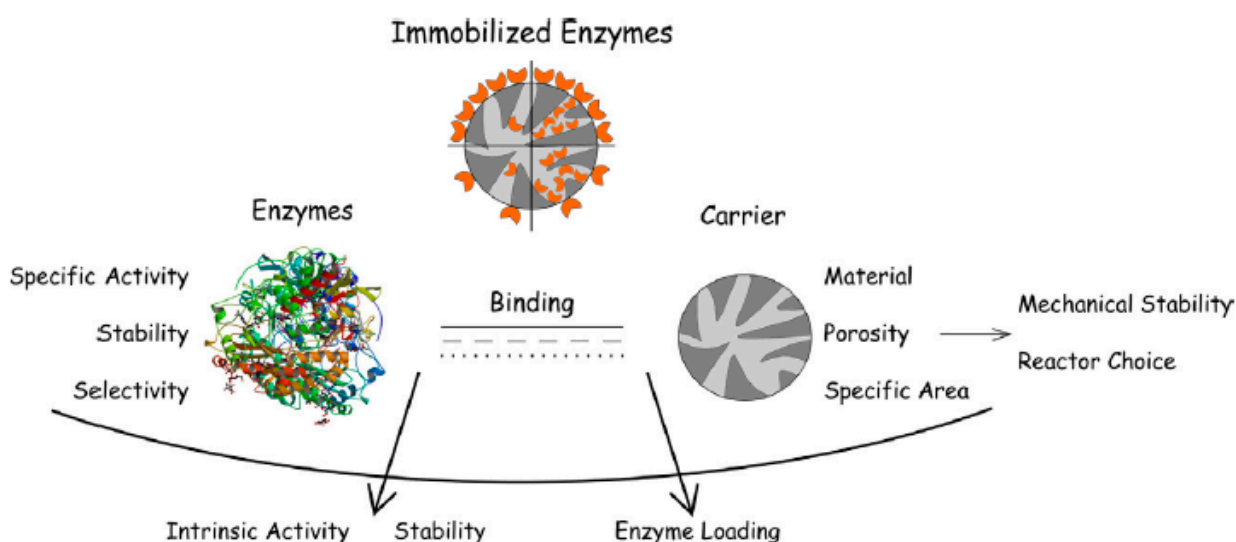 Immobilized Enzymes
Enzymes
Carrier
Specific Activity
Stability
Selectivity
Binding
Material
Porosity
Specific Area
Mechanical Stability
Reactor Choice
Intrinsic Activity
Stability
Enzyme Loading